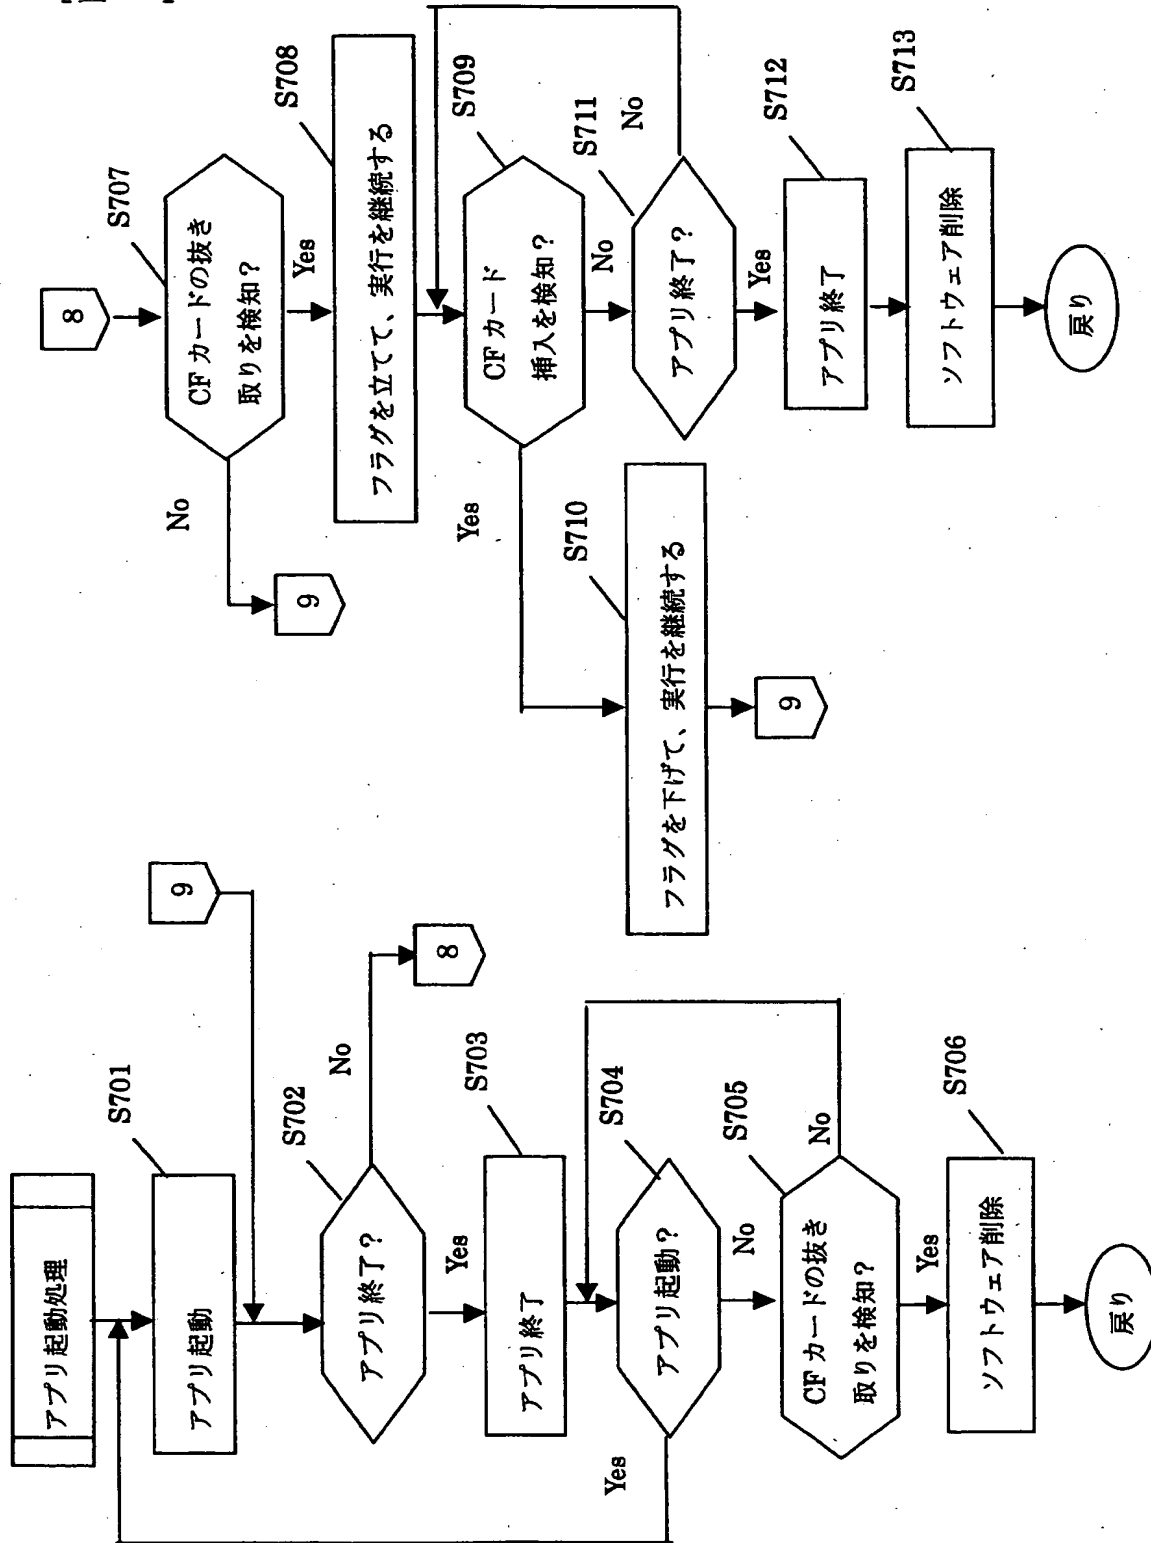 アプリ起動処理
S701
アプリ起動
9
S702
アプリ終了?
No
8
Yes
S703
アプリ終了
S704
アプリ起動?
Yes
No
S705
CFカードの抜き
取りを検知?
No
Yes
S706
ソフトウェア削除
戻り
8
S707
CFカードの抜き
取りを検知?
No
9
Yes
S708
フラグを立てて、実行を継続する
S709
CFカード
挿入を検知?
Yes
No
S710
フラグを下げて、実行を継続する
9
S711
アプリ終了?
No
Yes
S712
アプリ終了
S713
ソフトウェア削除
戻り